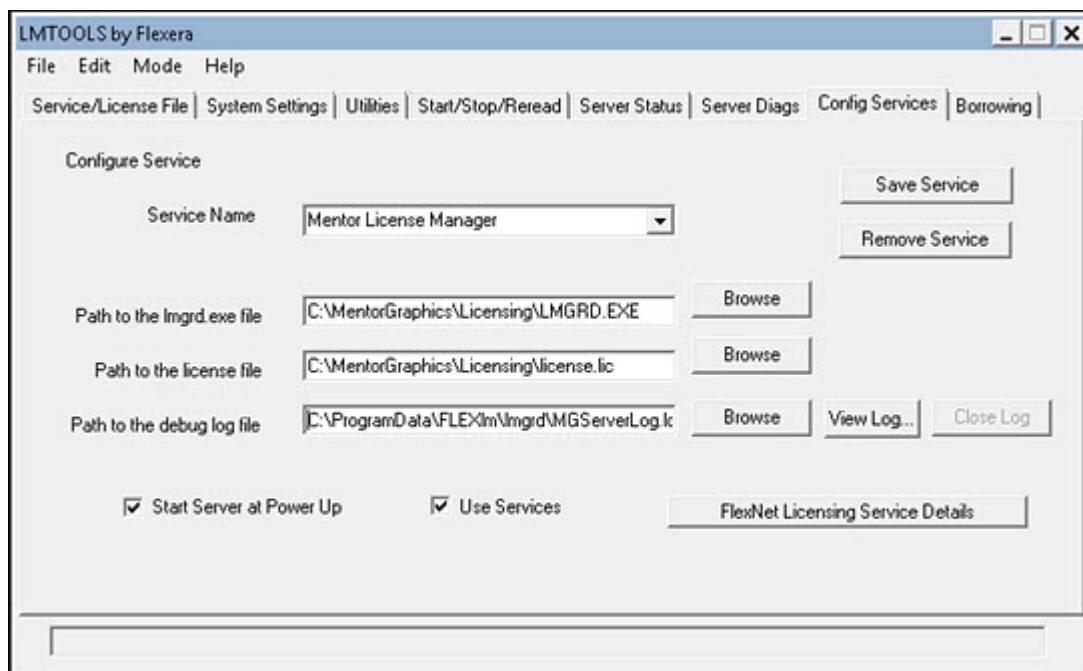 LMTOOLS by Flexera
File Edit Mode Help
Service/License File System Settings Utilities Start/Stop/Reread Server Status Server Diags Config Services Borrowing
Configure Service
Save Service
Service Name Mentor License Manager
Remove Service
Path to the lmgrd.exe file C:\MentorGraphics\Licensing\LMGRD.EXE Browse
Path to the license file C:\MentorGraphics\Licensing\license.lic Browse
Path to the debug log file C:\ProgramData\FLEXlm\lmgrd\MGServerLog.lo Browse View Log... Close Log
Start Server at Power Up Use Services FlexNet Licensing Service Details